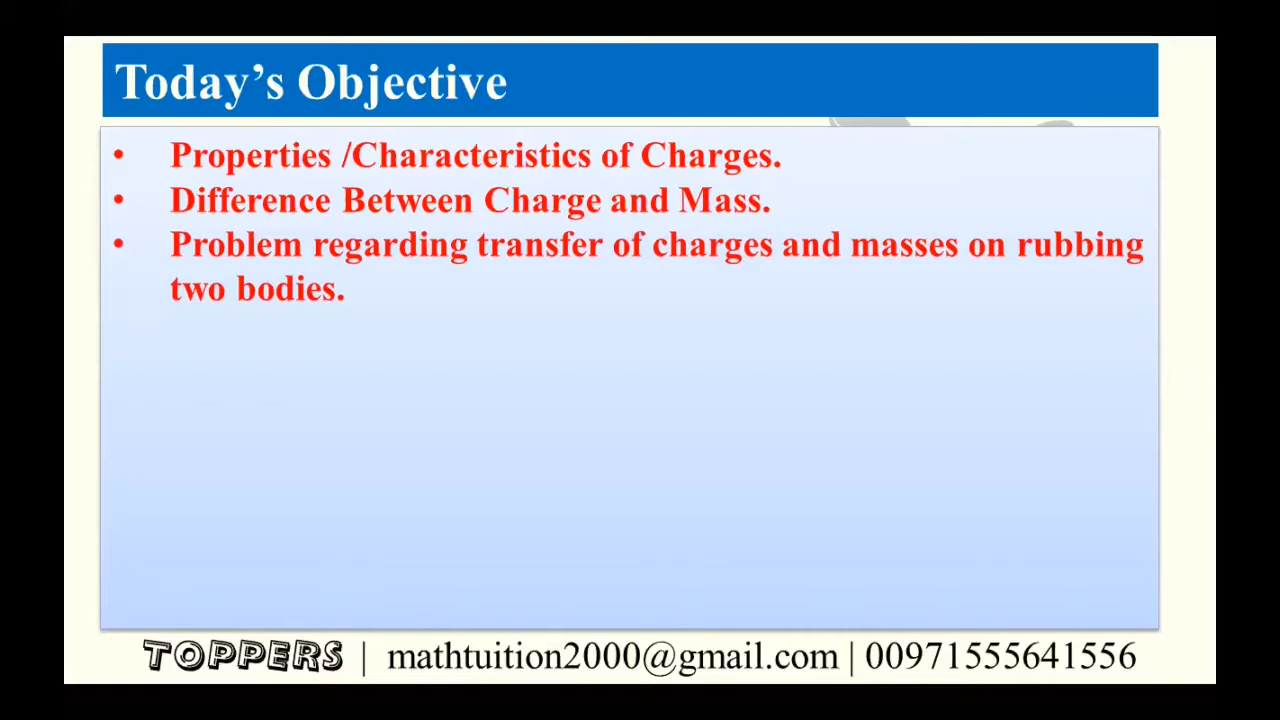 Today’s Objective
• Properties /Characteristics of Charges.
• Difference Between Charge and Mass.
• Problem regarding transfer of charges and masses on rubbing
two bodies.
TOPPERS | mathtuition2000@gmail.com | 00971555641556